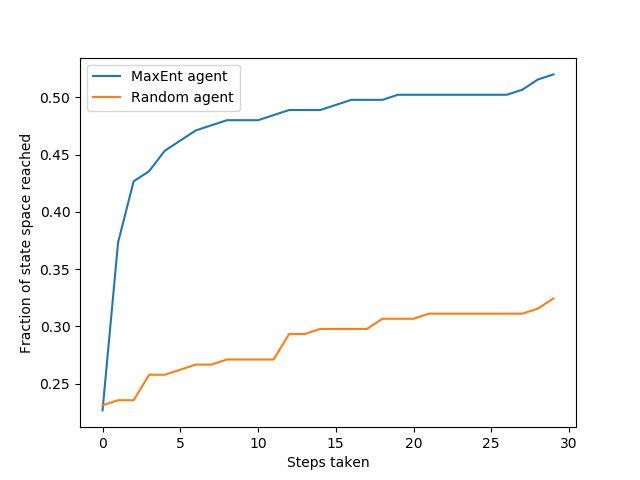 MaxEnt agent
Random agent
0.50
0.45
0.40
0.35
0.30
0.25
Fraction of state space reached
0 5 10 15 20 25 30
Steps taken